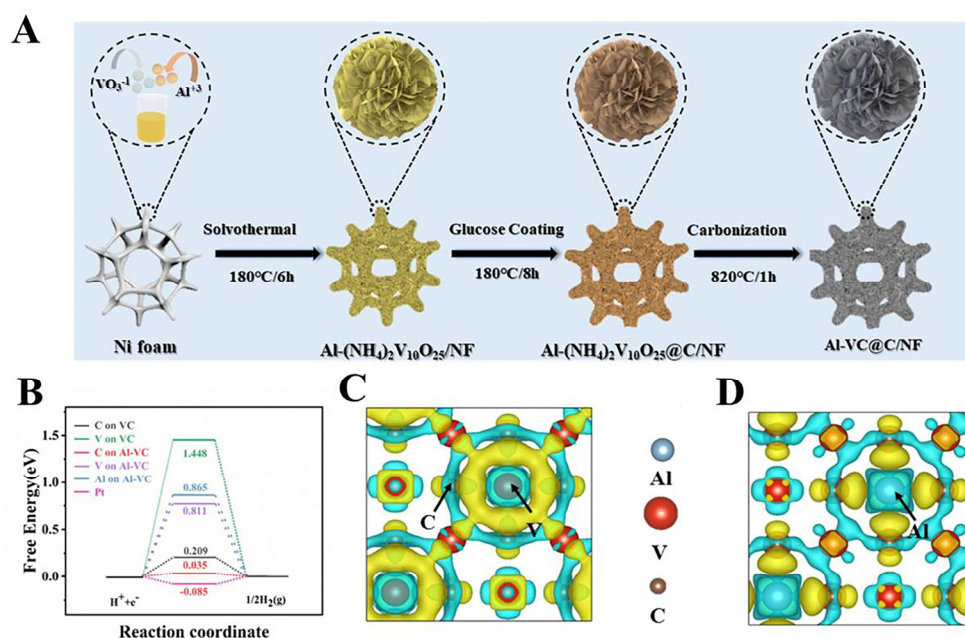 A
VO₃⁻¹
Al⁺³
Solvothermal
180°C/6h
Glucose Coating
180°C/8h
Carbonization
820°C/1h
Ni foam
Al-(NH₄)₂V₁₀O₂₅/NF
Al-(NH₄)₂V₁₀O₂₅@C/NF
Al-VC@C/NF
B
Free Energy(eV)
1.5
1.0
0.5
0.0
C on VC
V on VC
C on Al-VC
V on Al-VC
Al on Al-VC
Pt
1.448
0.865
0.811
0.209
0.035
-0.085
H⁺+e⁻
1/2H₂(g)
Reaction coordinate
C
C
V
Al
V
C
D
Al